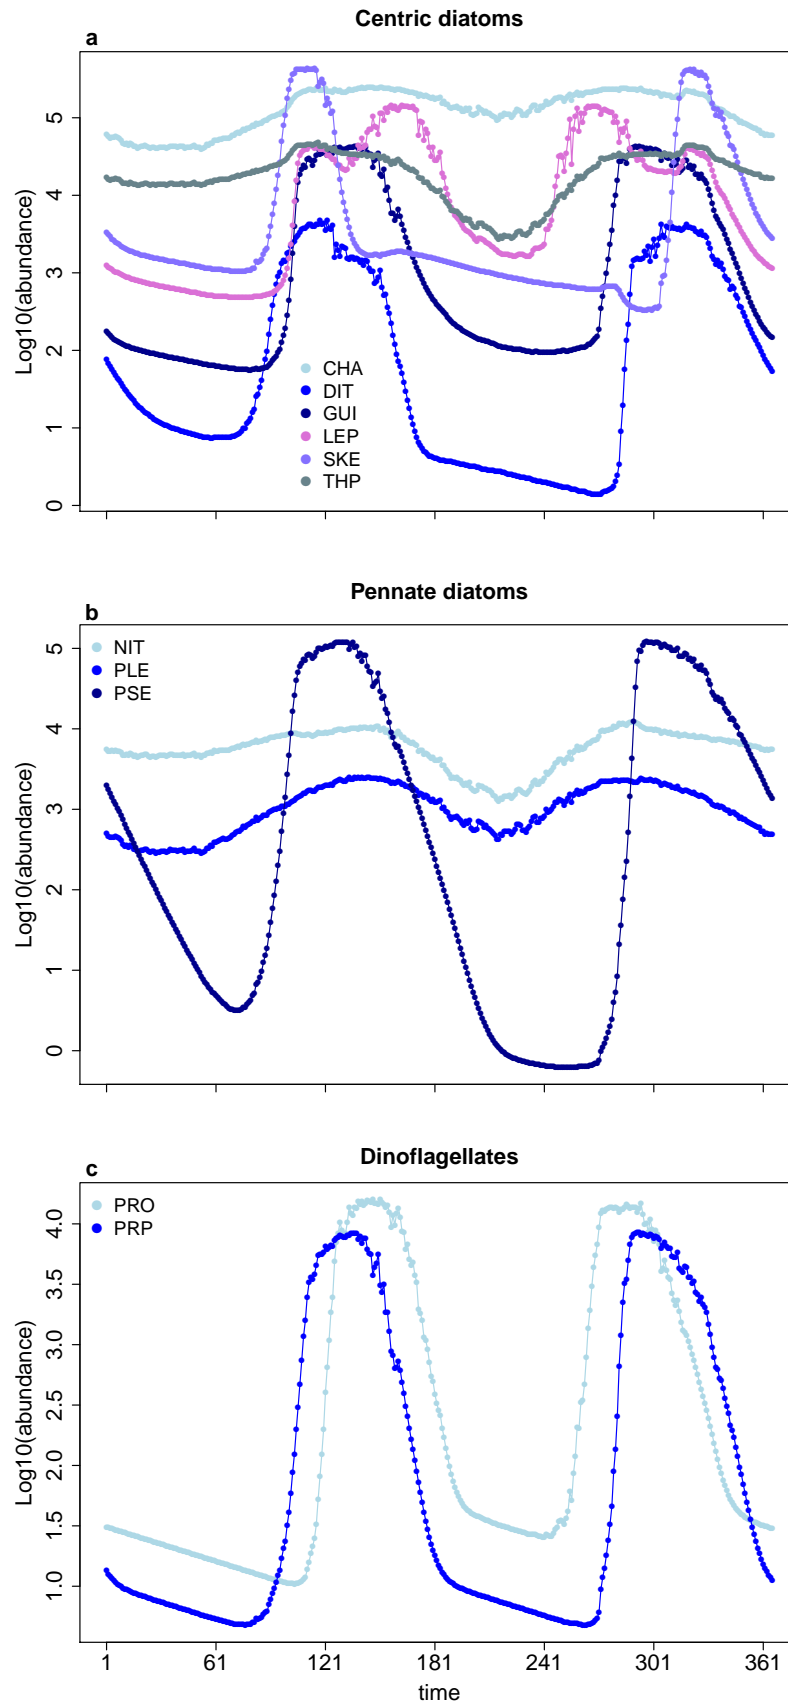 Centric diatoms
a
Log10(abundance)
5
4
3
2
1
0
CHA
DIT
GUI
LEP
SKE
THP
Pennate diatoms
b
Log10(abundance)
5
4
3
2
1
0
NIT
PLE
PSE
Dinoflagellates
c
Log10(abundance)
4.0
3.5
3.0
2.5
2.0
1.5
1.0
PRO
PRP
1 61 121 181 241 301 361
time